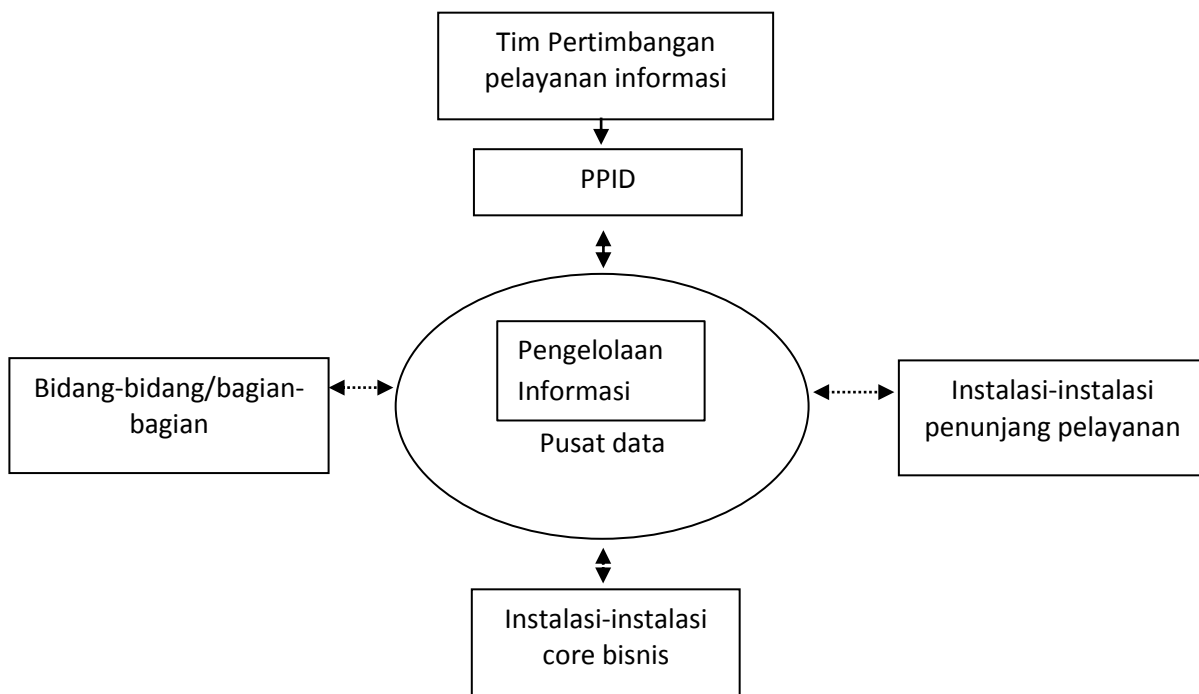 Tim Pertimbangan
pelayanan informasi
PPID
Pengelolaan
Informasi
Pusat data
Bidang-bidang/bagian-
bagian
Instalasi-instalasi
penunjang pelayanan
Instalasi-instalasi
core bisnis